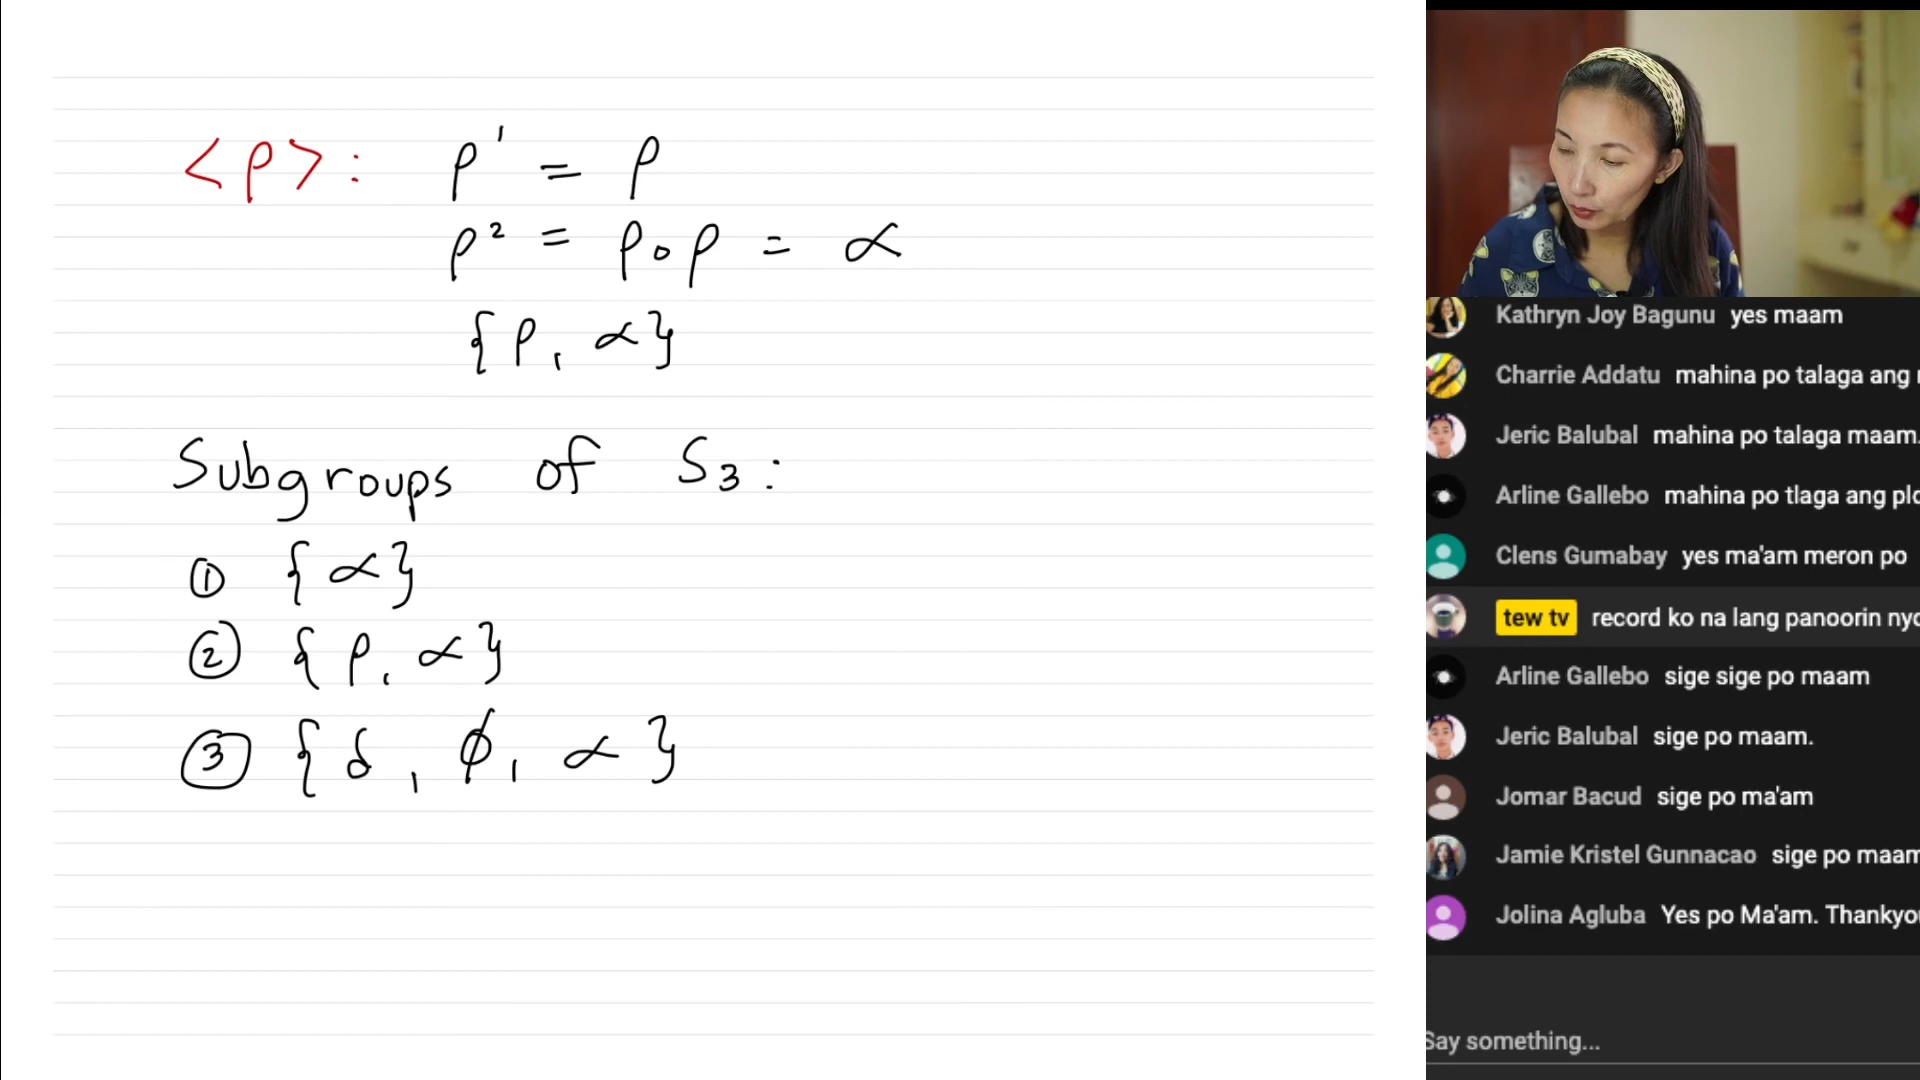 <ρ> : ρ¹ = ρ
ρ² = ρ∘ρ = α
{ρ, α}
Subgroups of S₃:
① {α}
② {ρ, α}
③ {δ, ϕ, α}
Kathryn Joy Bagunu yes maam
Charrie Addatu mahina po talaga ang
Jeric Balubal mahina po talaga maam.
Arline Gallebo mahina po tlaga ang
Clens Gumabay yes ma'am meron po
tew tv record ko na lang panoorin
Arline Gallebo sige sige po maam
Jeric Balubal sige po maam.
Jomar Bacud sige po ma'am
Jamie Kristel Gunnacao sige po maam
Jolina Agluba Yes po Ma'am.
Say something...